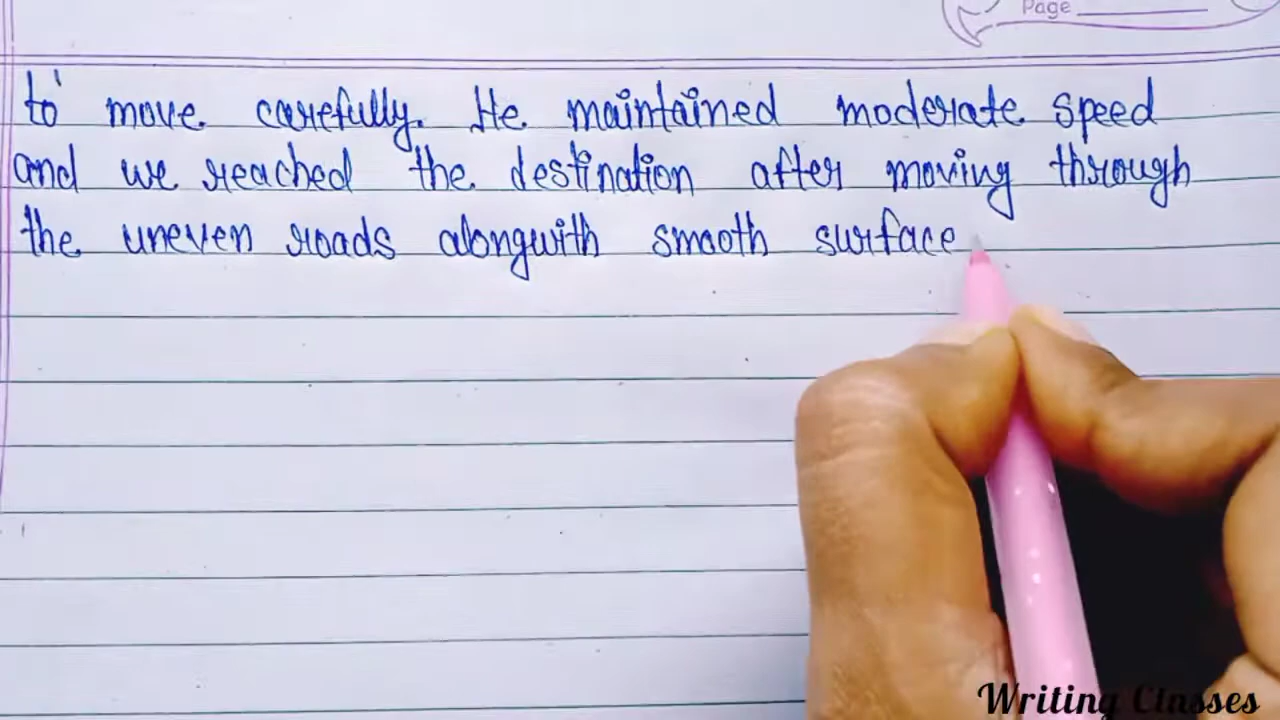 Page
to move carefully. He maintained moderate speed
and we reached the destination after moving through
the uneven roads alongwith smooth surface
Writing Classes